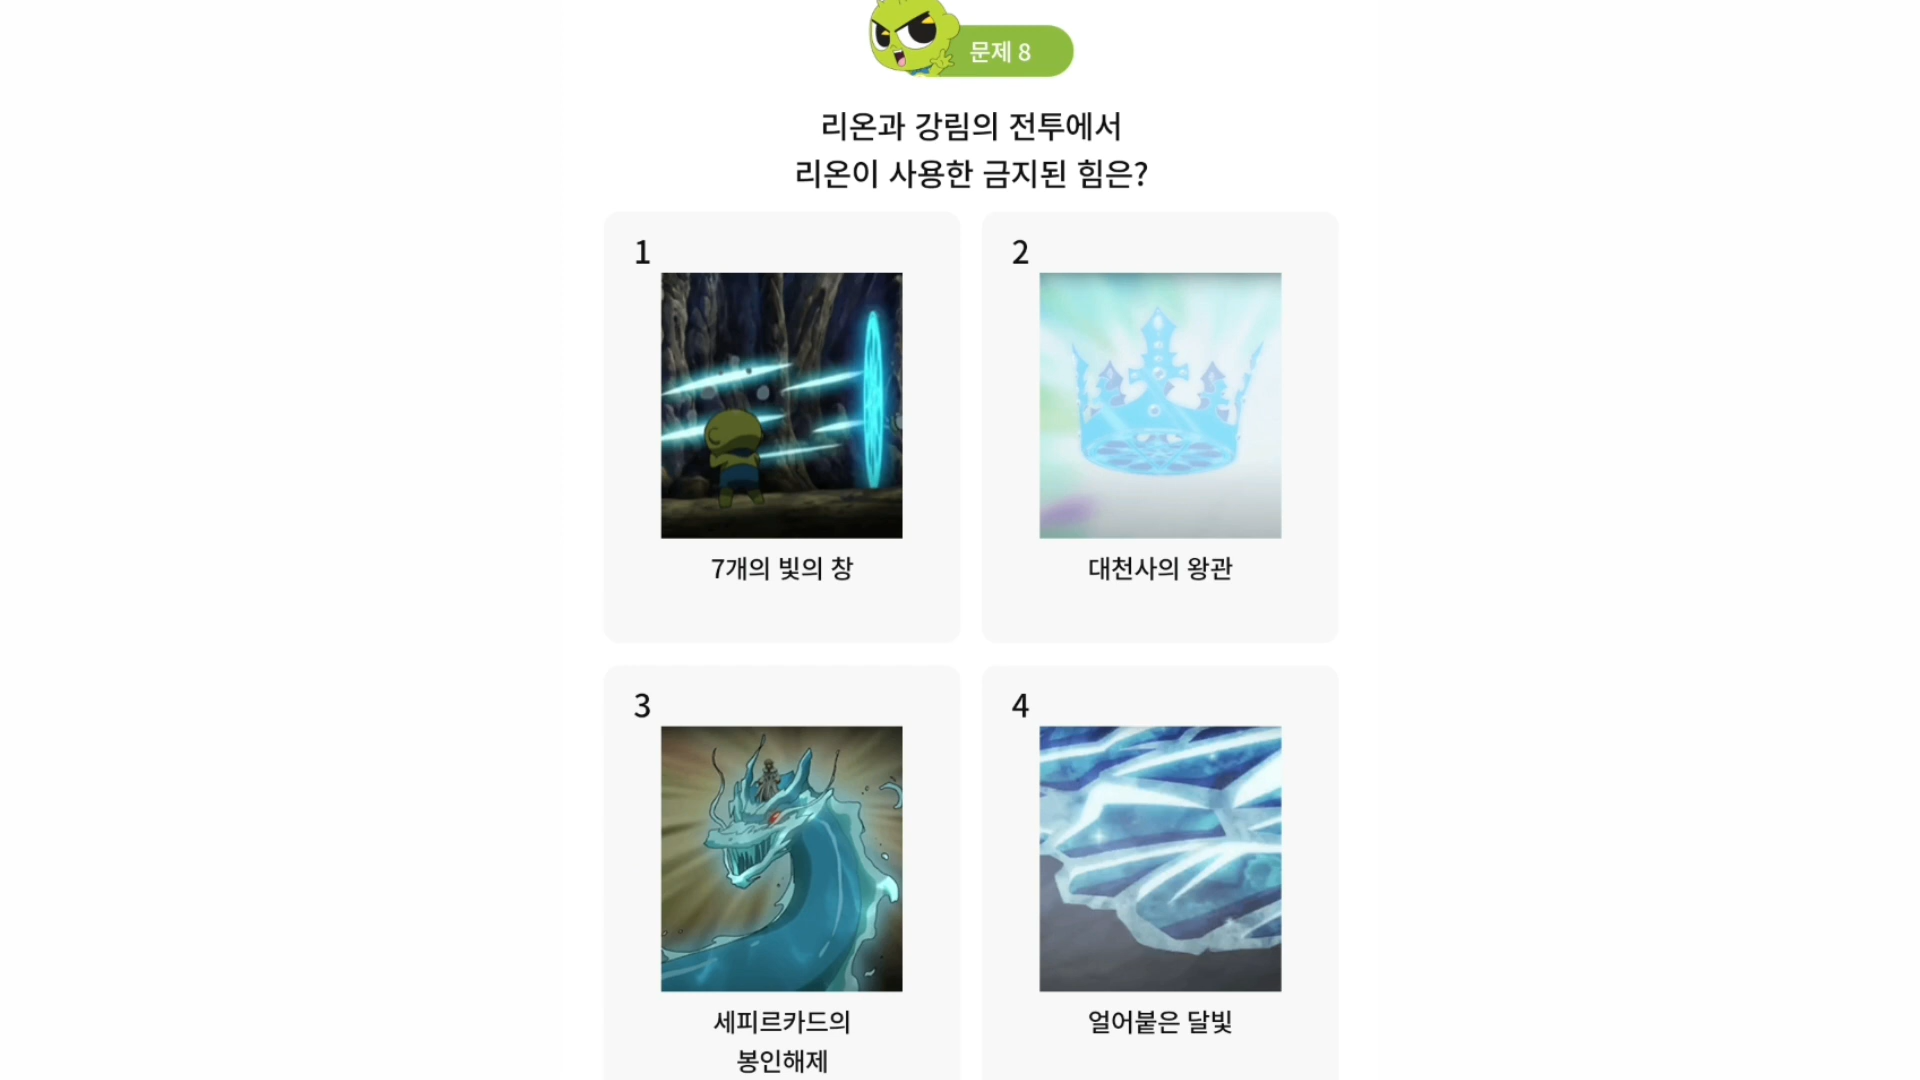 문제 8
리온과 강림의 전투에서
리온이 사용한 금지된 힘은?
1
2
7개의 빛의 창
대천사의 왕관
3
4
세피르카드의
봉인해제
얼어붙은 달빛